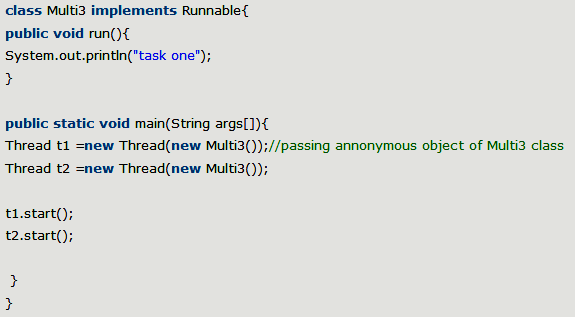 class Multi3 implements Runnable{
public void run(){
System.out.println("task one");
}
public static void main(String args[]){
Thread t1 =new Thread(new Multi3());//passing annonymous object of Multi3 class
Thread t2 =new Thread(new Multi3());
t1.start();
t2.start();
}
}